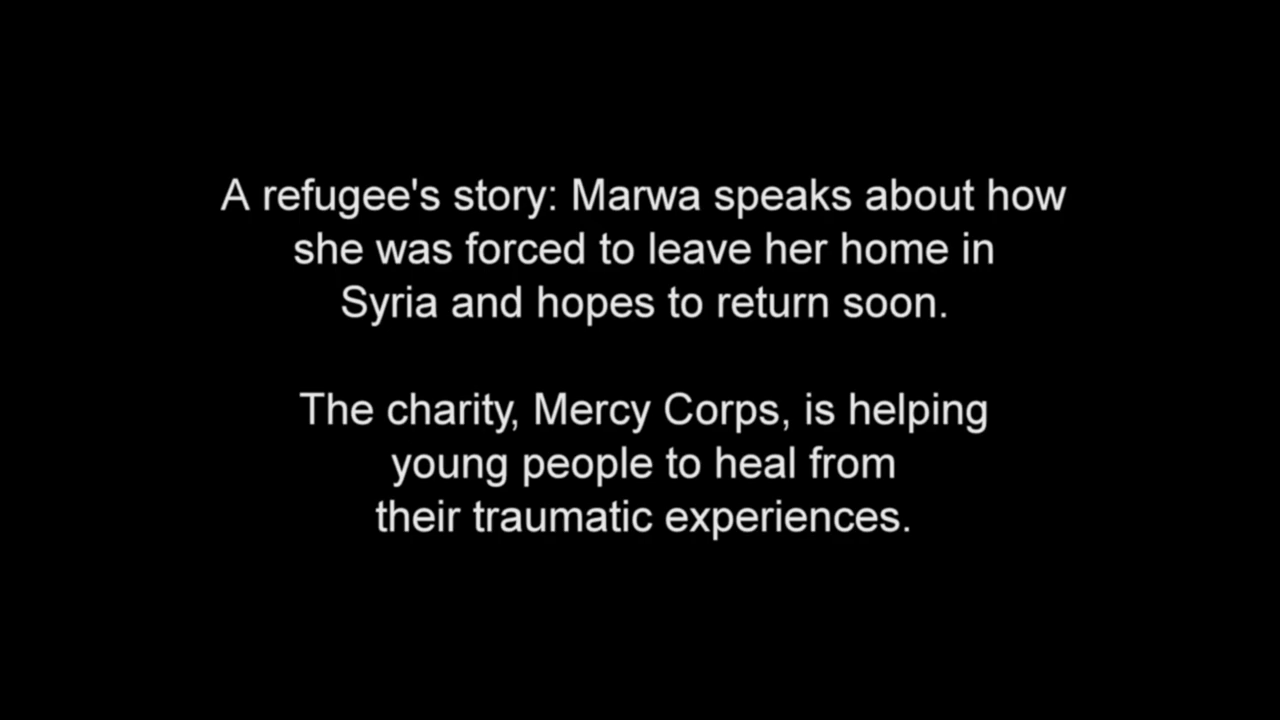 A refugee's story: Marwa speaks about how
she was forced to leave her home in
Syria and hopes to return soon.
The charity, Mercy Corps, is helping
young people to heal from
their traumatic experiences.